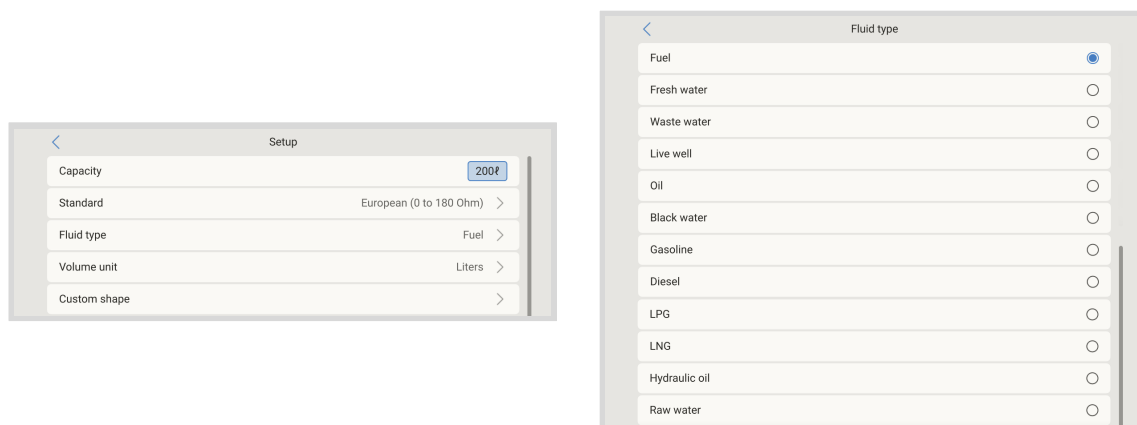 Setup
Capacity 200ℓ
Standard European (0 to 180 Ohm)
Fluid type Fuel
Volume unit Liters
Custom shape
Fluid type
Fuel
Fresh water
Waste water
Live well
Oil
Black water
Gasoline
Diesel
LPG
LNG
Hydraulic oil
Raw water